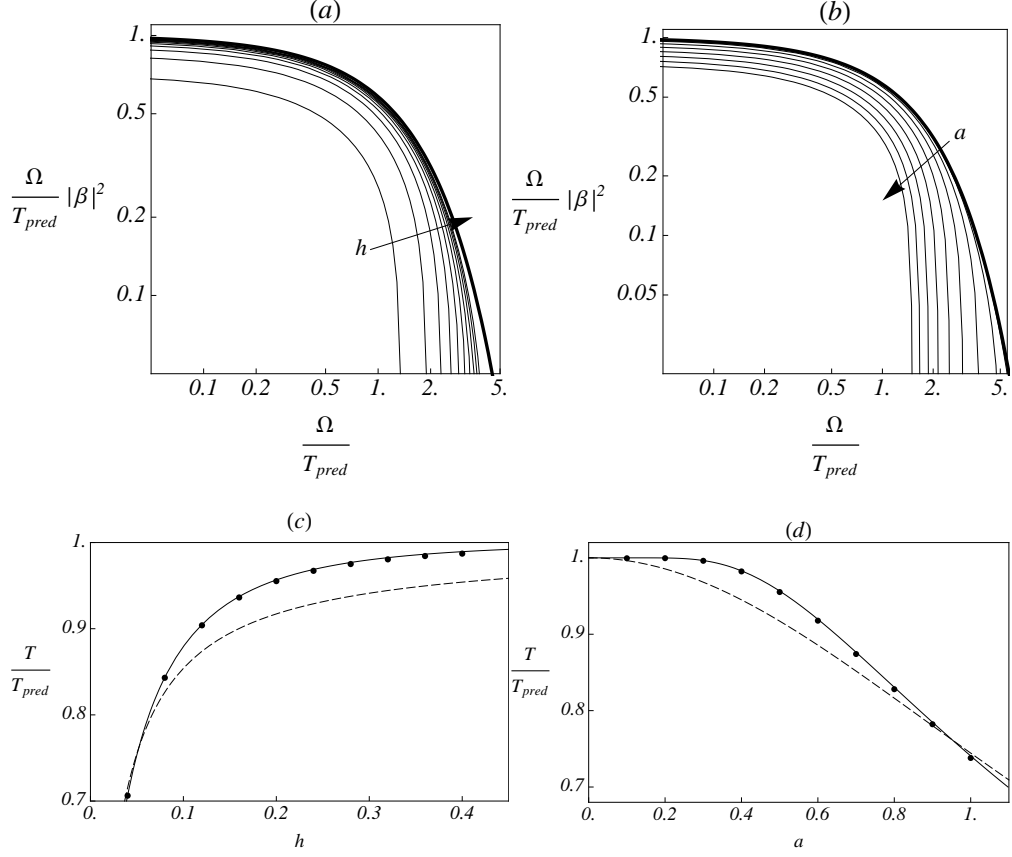 (a)
1.
0.5
0.2
0.1
Ω/T_pred |β|²
h
0.1 0.2 0.5 1. 2. 5.
Ω/T_pred
(b)
1.
0.5
0.2
0.1
0.05
Ω/T_pred |β|²
a
0.1 0.2 0.5 1. 2. 5.
Ω/T_pred
(c)
1.
0.9
0.8
0.7
T/T_pred
0. 0.1 0.2 0.3 0.4
h
(d)
1.
0.9
0.8
0.7
T/T_pred
0. 0.2 0.4 0.6 0.8 1.
a